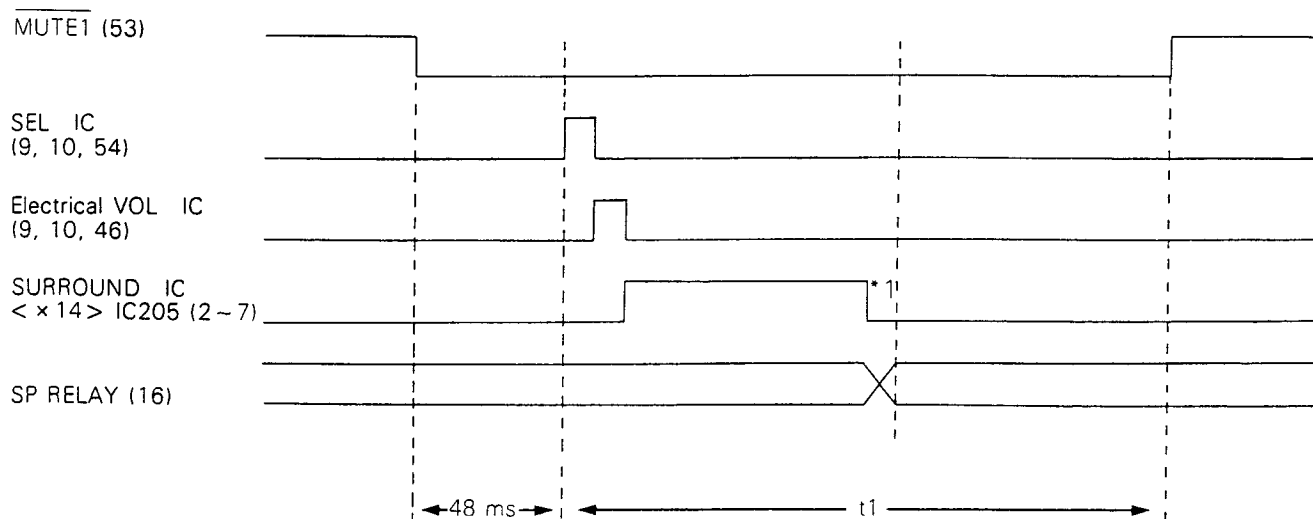 MUTE1 (53)
SEL IC
(9, 10, 54)
Electrical VOL IC
(9, 10, 46)
SURROUND IC
< × 14 > IC205 (2 ~ 7)
*1
SP RELAY (16)
48 ms
t1